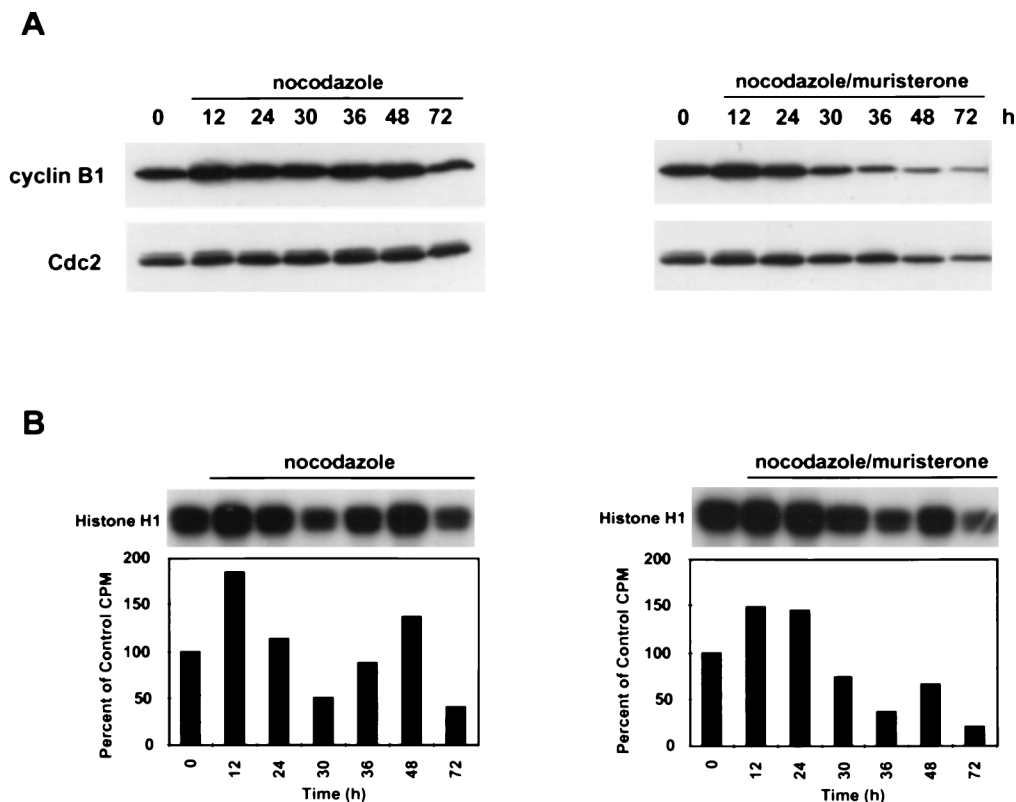 A
nocodazole
0 12 24 30 36 48 72
cyclin B1
Cdc2
nocodazole/muristerone
0 12 24 30 36 48 72 h
B
nocodazole
Histone H1
Percent of Control CPM
200
150
100
50
0
0 12 24 30 36 48 72
Time (h)
nocodazole/muristerone
Histone H1
Percent of Control CPM
200
150
100
50
0
0 12 24 30 36 48 72
Time (h)